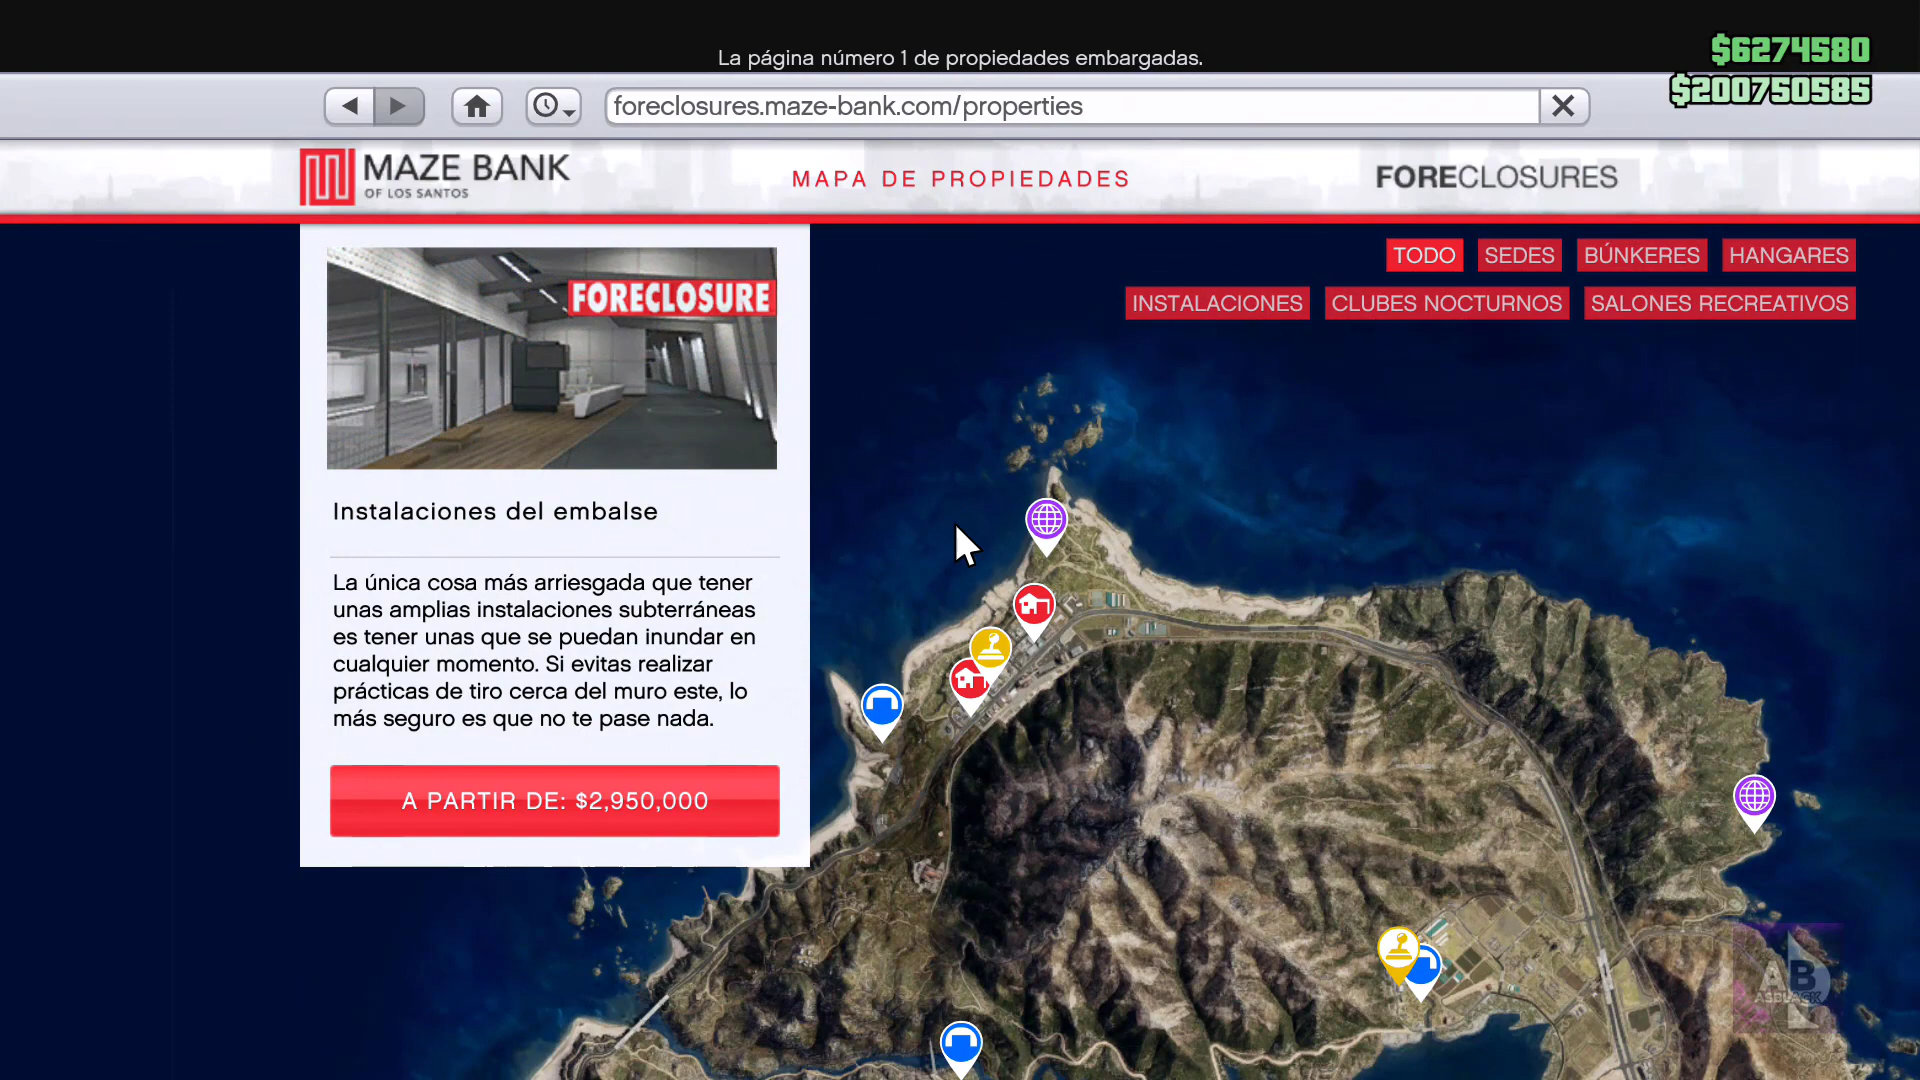 La página número 1 de propiedades embargadas.
$6274580
$200750585
foreclosures.maze-bank.com/properties
MAZE BANK
OF LOS SANTOS
MAPA DE PROPIEDADES
FORECLOSURES
TODO
SEDES
BÚNKERES
HANGARES
INSTALACIONES
CLUBES NOCTURNOS
SALONES RECREATIVOS
FORECLOSURE
Instalaciones del embalse
La única cosa más arriesgada que tener
unas amplias instalaciones subterráneas
es tener unas que se puedan inundar en
cualquier momento. Si evitas realizar
prácticas de tiro cerca del muro este, lo
más seguro es que no te pase nada.
A PARTIR DE: $2,950,000
AB
ASBLACK